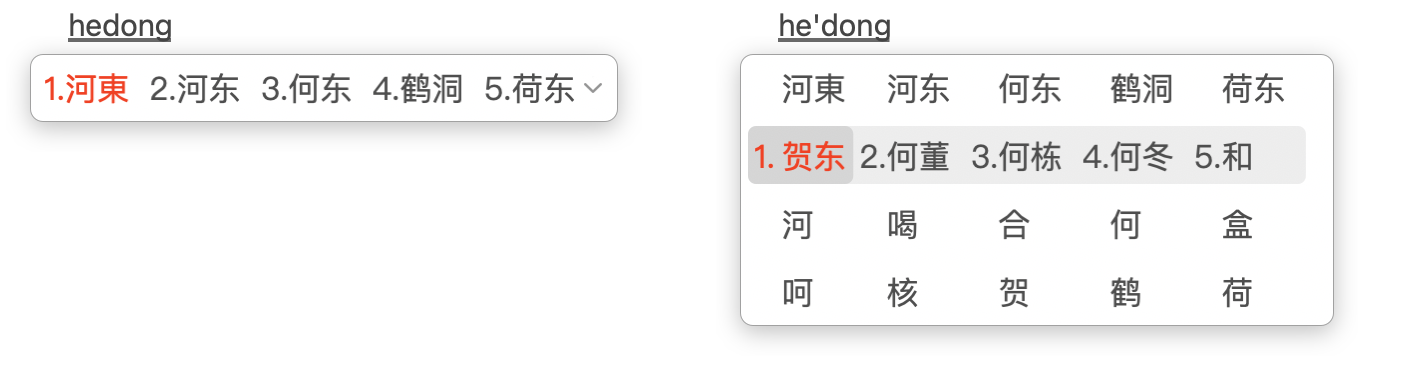 hedong
1.河東 2.河东 3.何东 4.鹤洞 5.荷东
he'dong
河東 河东 何东 鹤洞 荷东
1. 贺东 2.何董 3.何栋 4.何冬 5.和
河 喝 合 何 盒
呵 核 贺 鹤 荷